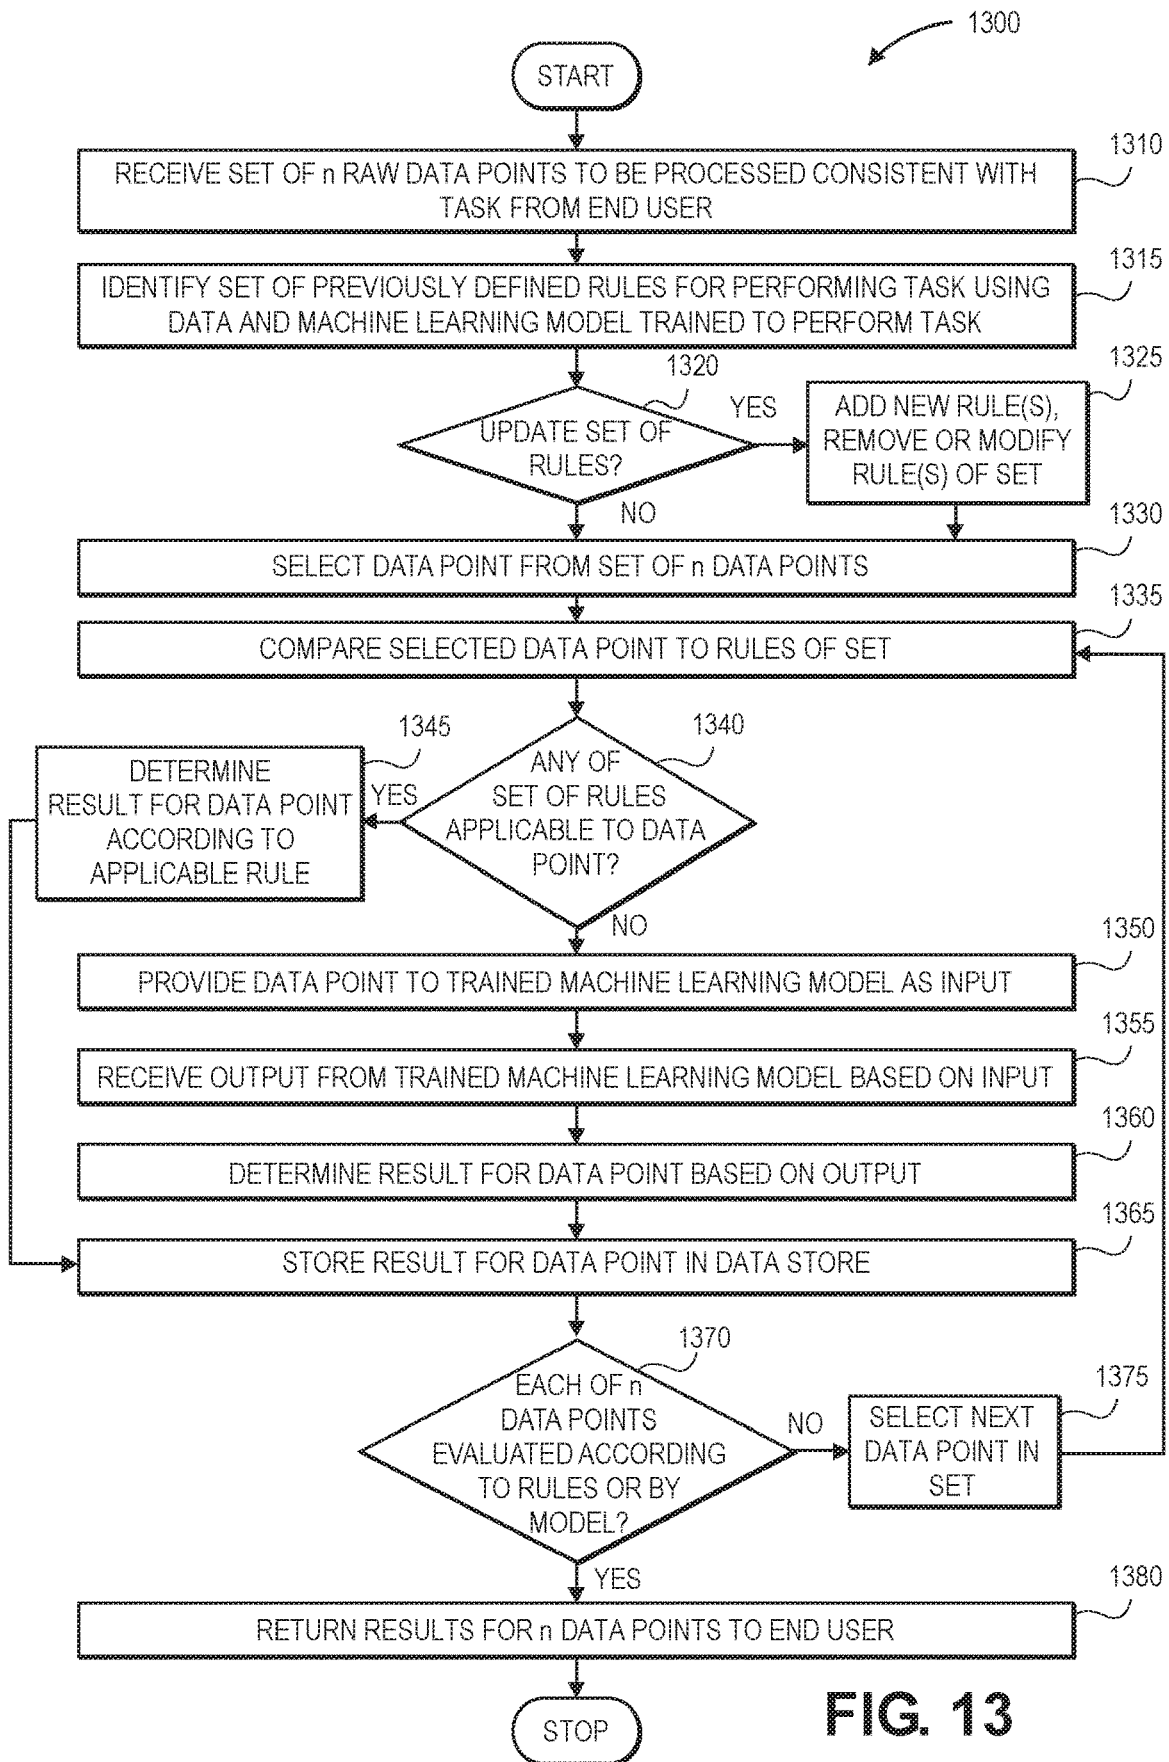 1300
START
1310
RECEIVE SET OF n RAW DATA POINTS TO BE PROCESSED CONSISTENT WITH
TASK FROM END USER
1315
IDENTIFY SET OF PREVIOUSLY DEFINED RULES FOR PERFORMING TASK USING
DATA AND MACHINE LEARNING MODEL TRAINED TO PERFORM TASK
1320
UPDATE SET OF
RULES?
YES
1325
ADD NEW RULE(S),
REMOVE OR MODIFY
RULE(S) OF SET
NO
1330
SELECT DATA POINT FROM SET OF n DATA POINTS
1335
COMPARE SELECTED DATA POINT TO RULES OF SET
1340
ANY OF
SET OF RULES
APPLICABLE TO DATA
POINT?
YES
1345
DETERMINE
RESULT FOR DATA POINT
ACCORDING TO
APPLICABLE RULE
NO
1350
PROVIDE DATA POINT TO TRAINED MACHINE LEARNING MODEL AS INPUT
1355
RECEIVE OUTPUT FROM TRAINED MACHINE LEARNING MODEL BASED ON INPUT
1360
DETERMINE RESULT FOR DATA POINT BASED ON OUTPUT
1365
STORE RESULT FOR DATA POINT IN DATA STORE
1370
EACH OF n
DATA POINTS
EVALUATED ACCORDING
TO RULES OR BY
MODEL?
NO
1375
SELECT NEXT
DATA POINT IN
SET
YES
1380
RETURN RESULTS FOR n DATA POINTS TO END USER
STOP
FIG. 13